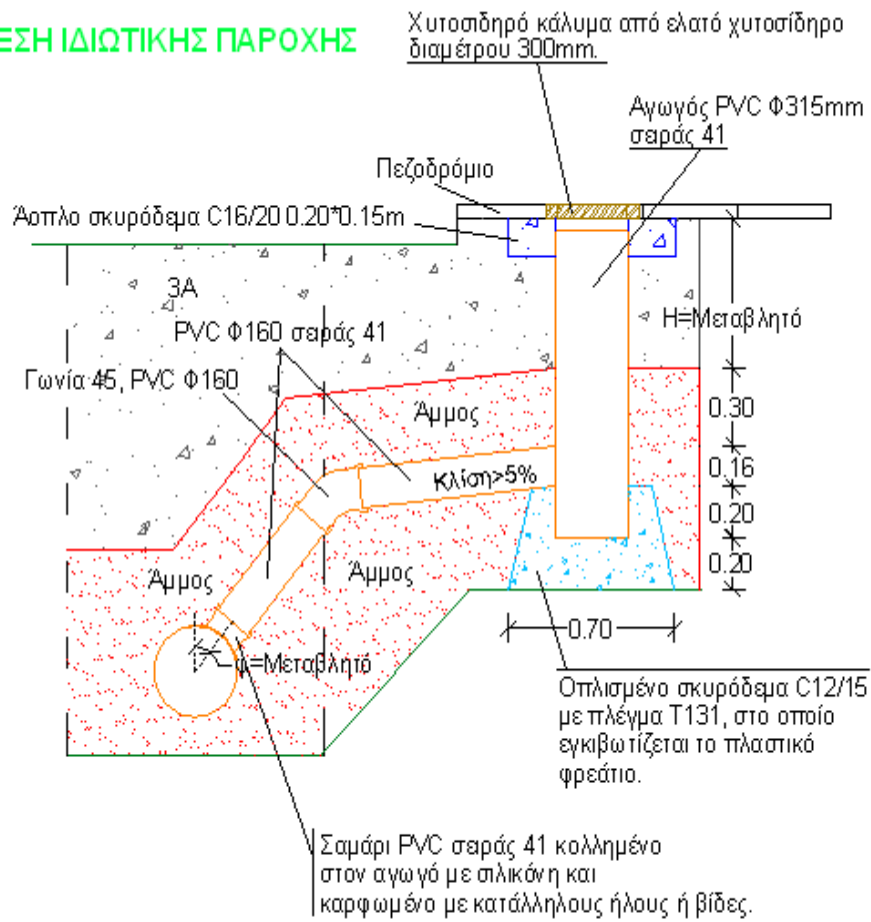 ΕΣΗ ΙΔΙΩΤΙΚΗΣ ΠΑΡΟΧΗΣ
Χυτοσιδηρό κάλυμα από ελατό χυτοσίδηρο
διαμέτρου 300mm.
Αγωγός PVC Φ315mm
σειράς 41
Πεζοδρόμιο
Άοπλο σκυρόδεμα C16/20 0.20*0.15m
3Α
PVC Φ160 σειράς 41
Η=Μεταβλητό
Γωνία 45, PVC Φ160
Άμμος
0.30
0.16
Κλίση>5%
0.20
0.20
Άμμος
Άμμος
0.70
φ=Μεταβλητό
Οπλισμένο σκυρόδεμα C12/15
με πλέγμα Τ131, στο οποίο
εγκιβωτίζεται το πλαστικό
φρεάτιο.
Σαμάρι PVC σειράς 41 κολλημένο
στον αγωγό με σιλικόνη και
καρφωμένο με κατάλληλους ήλους ή βίδες.